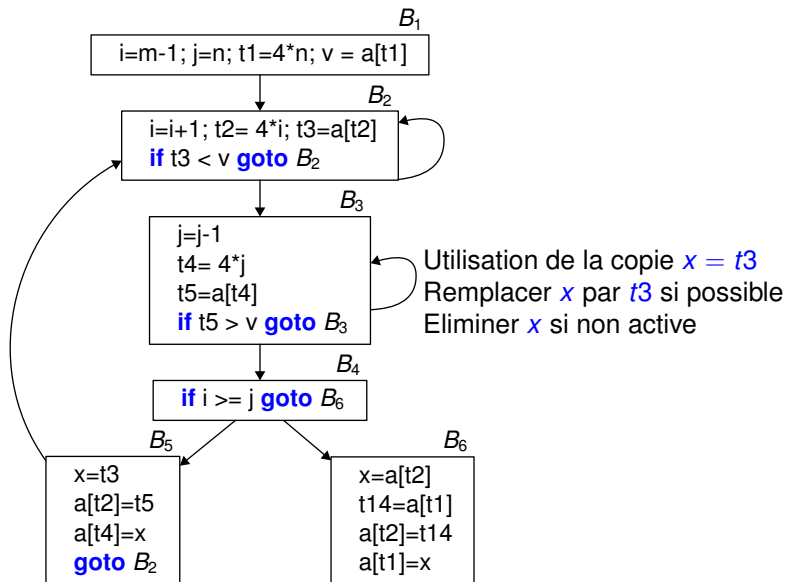 B1
i=m-1; j=n; t1=4*n; v = a[t1]
B2
i=i+1; t2= 4*i; t3=a[t2]
if t3 < v goto B2
B3
j=j-1
t4= 4*j
t5=a[t4]
if t5 > v goto B3
Utilisation de la copie x = t3
Remplacer x par t3 si possible
Eliminer x si non active
B4
if i >= j goto B6
B5
x=t3
a[t2]=t5
a[t4]=x
goto B2
B6
x=a[t2]
t14=a[t1]
a[t2]=t14
a[t1]=x